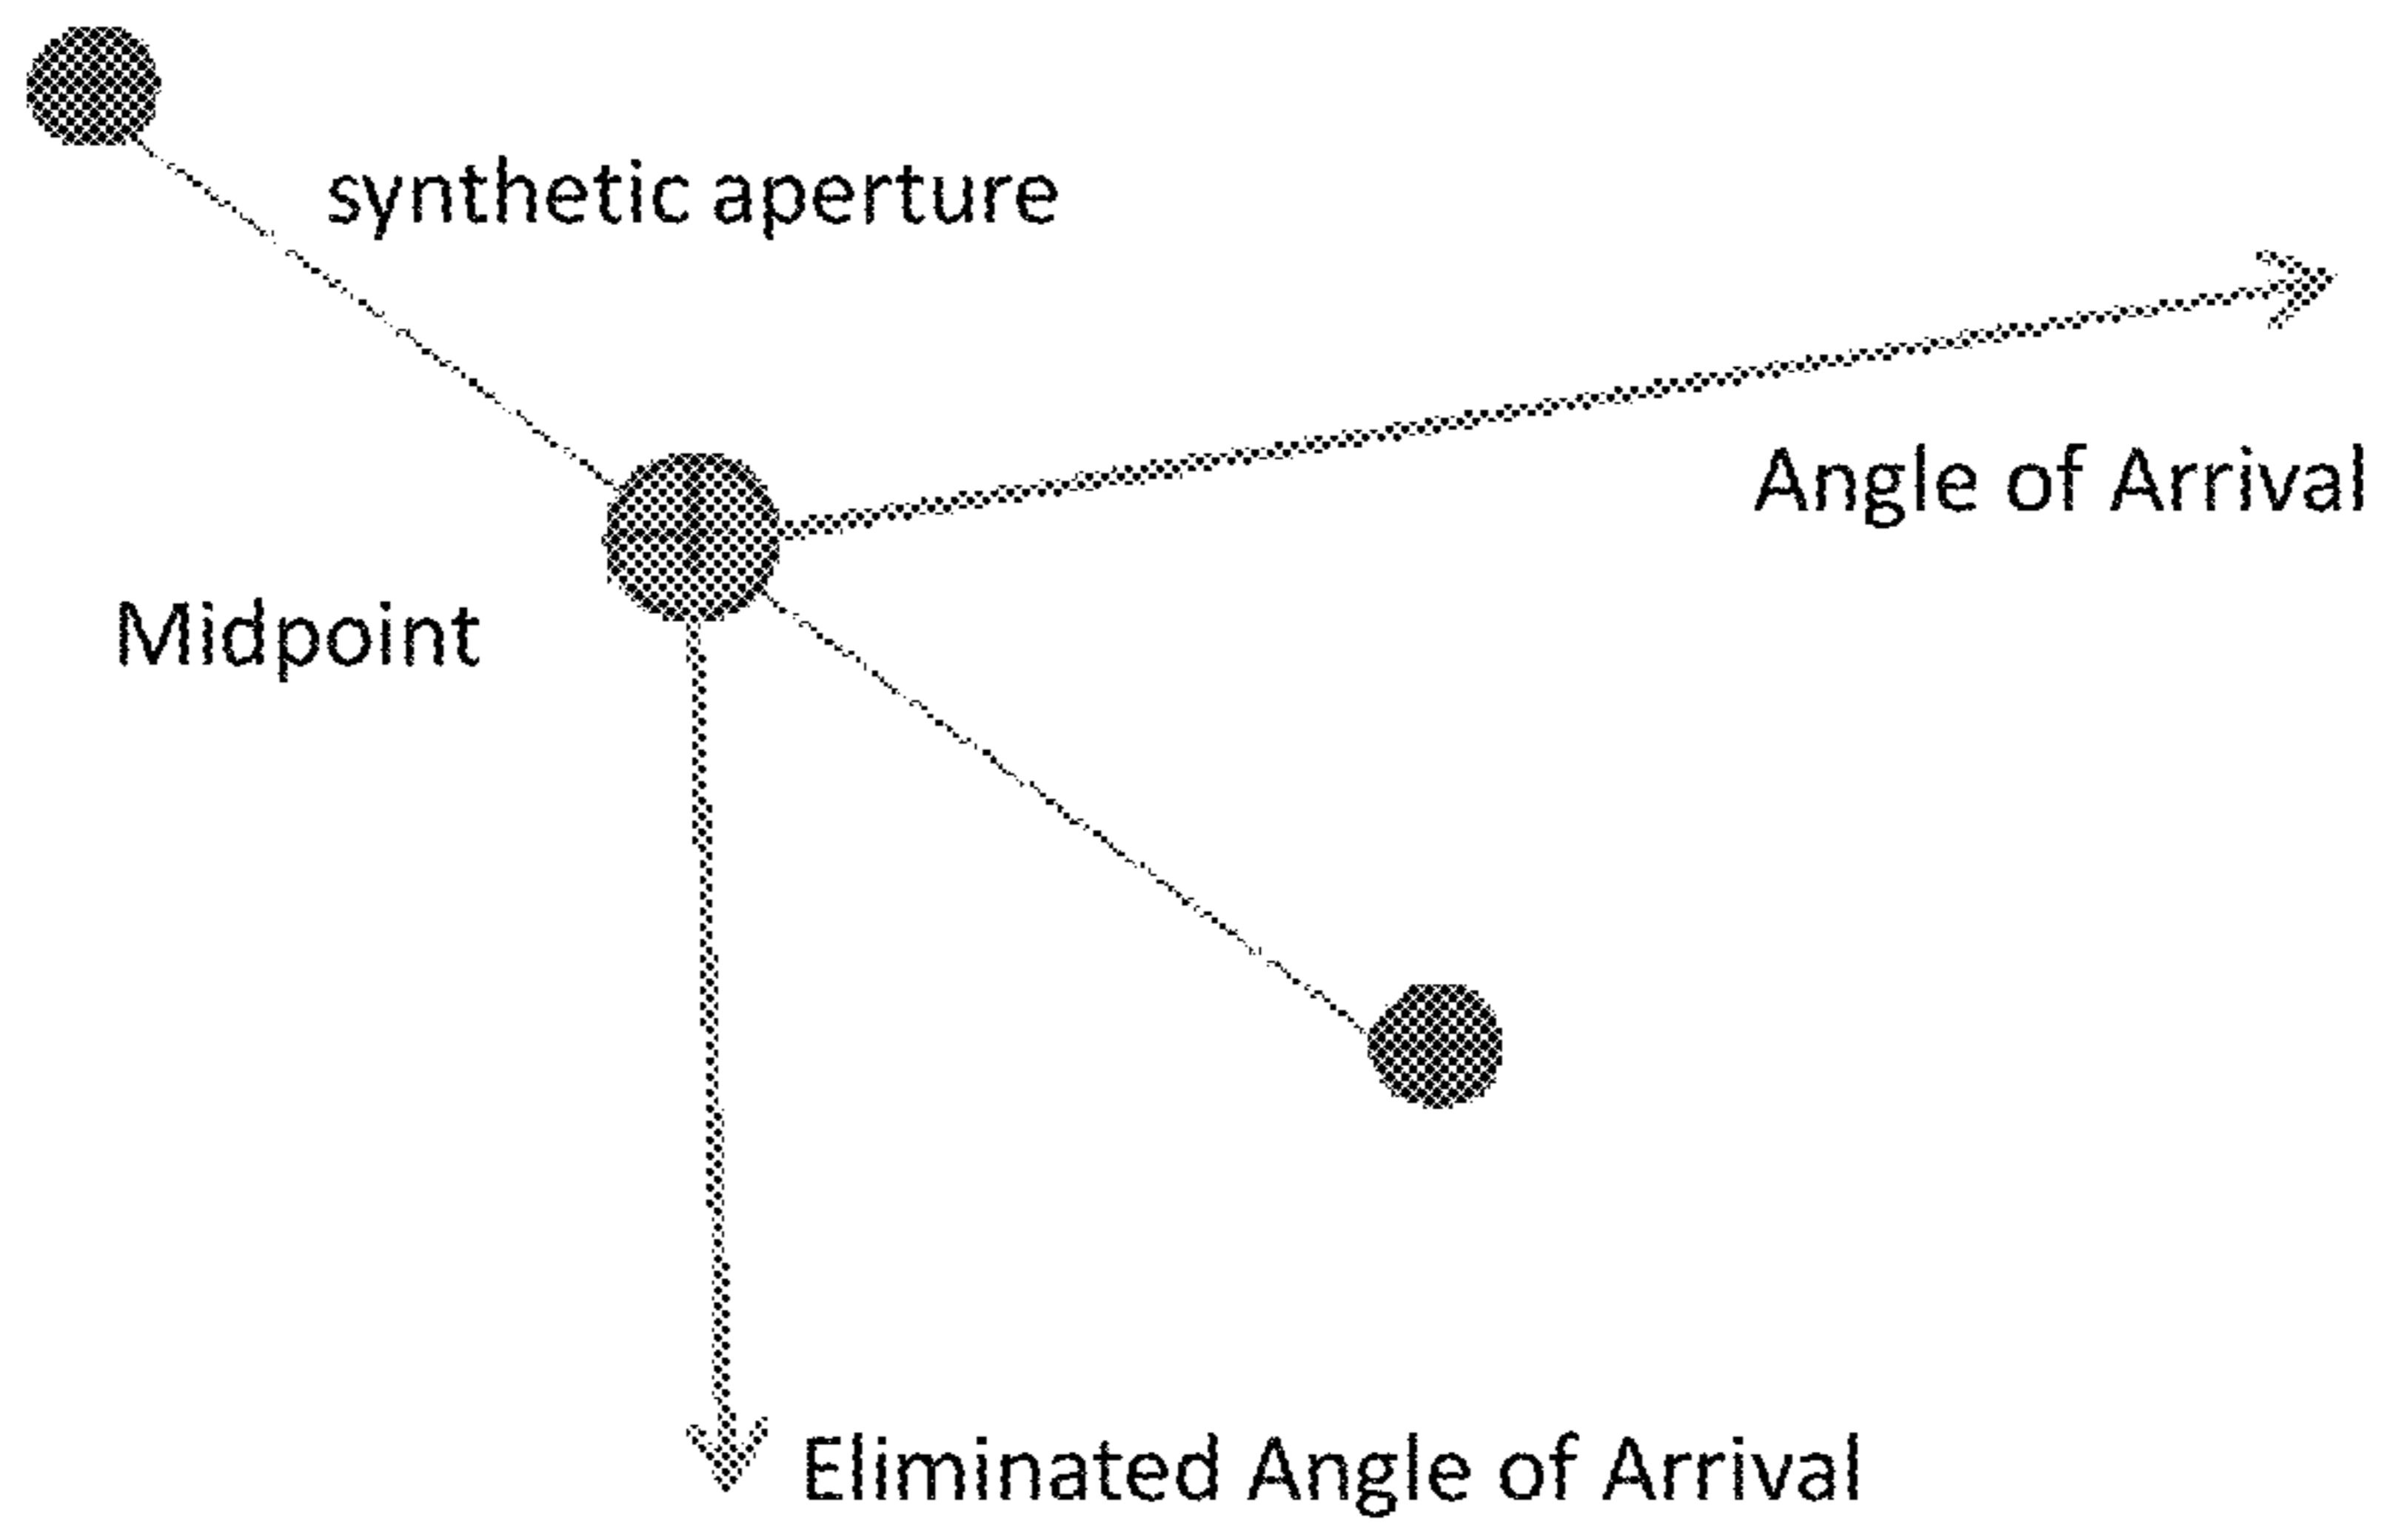 synthetic aperture
Angle of Arrival
Midpoint
Eliminated Angle of Arrival